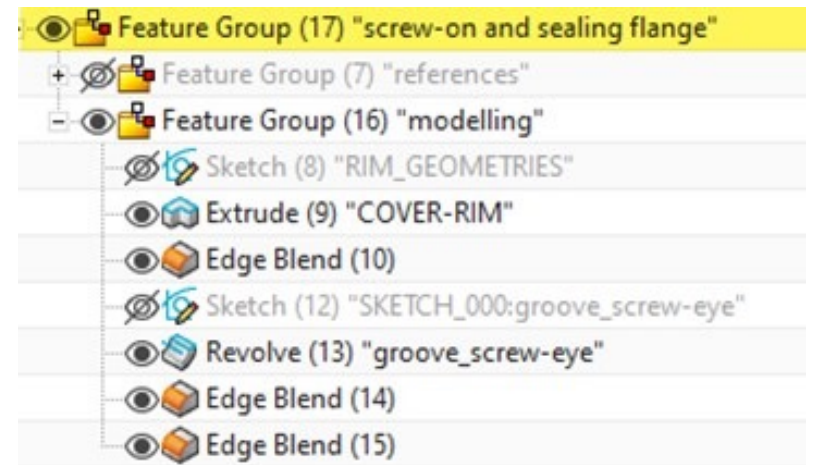 Feature Group (17) "screw-on and sealing flange"
Feature Group (7) "references"
Feature Group (16) "modelling"
Sketch (8) "RIM_GEOMETRIES"
Extrude (9) "COVER-RIM"
Edge Blend (10)
Sketch (12) "SKETCH_000:groove_screw-eye"
Revolve (13) "groove_screw-eye"
Edge Blend (14)
Edge Blend (15)